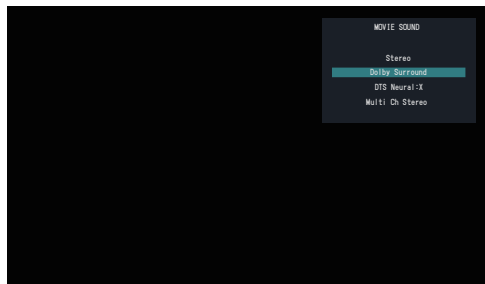 MOVIE SOUND
Stereo
Dolby Surround
DTS Neural:X
Multi Ch Stereo